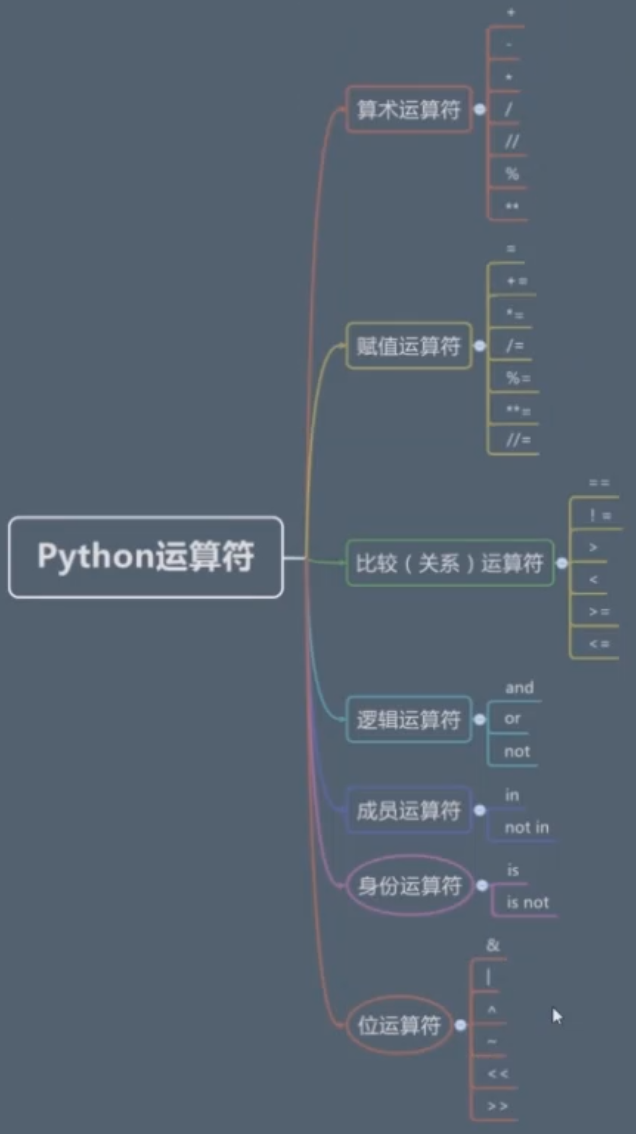 Python运算符
算术运算符
+
-
*
/
//
%
**
赋值运算符
=
+=
*=
/=
%=
**=
//=
比较（关系）运算符
==
!=
>
<
>=
<=
逻辑运算符
and
or
not
成员运算符
in
not in
身份运算符
is
is not
位运算符
&
|
^
~
<<
>>